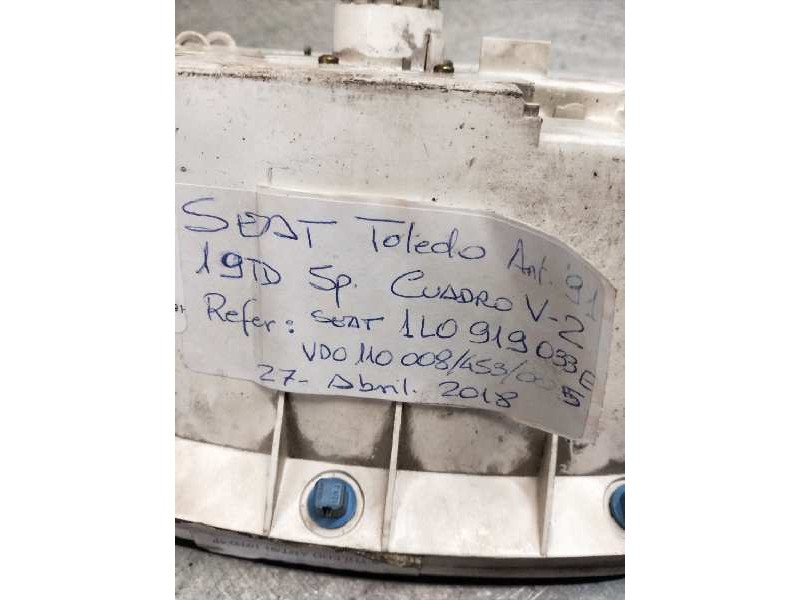 SEAT Toledo Ant. '91
19TD 5p. CUADRO V-2
Refer: SEAT 1L0 919 033E
VDO 110 008/453/005
27- Abril. 2018